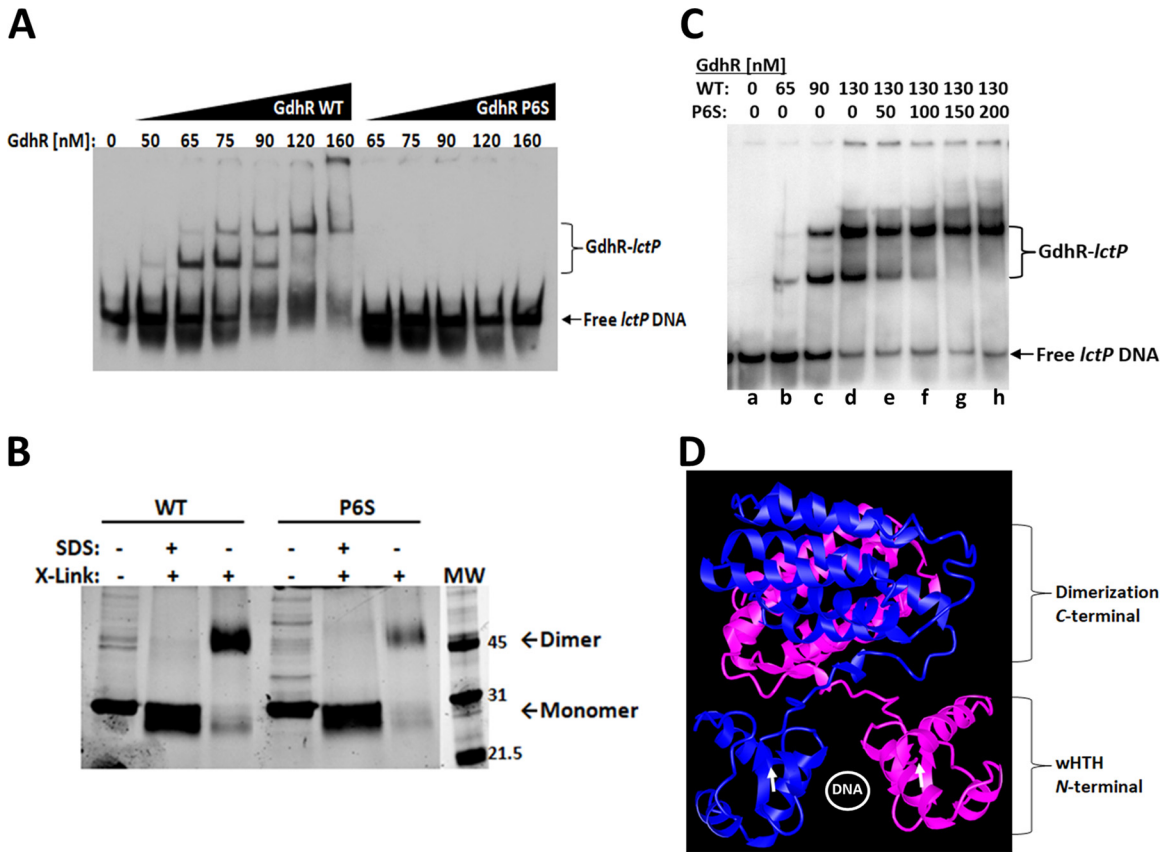 A
GdhR WT
GdhR P6S
GdhR [nM]: 0 50 65 75 90 120 160 65 75 90 120 160
GdhR-lctP
←Free lctP DNA
B
WT P6S
SDS: - + - - + -
X-Link: - + + - + + MW
45 ←Dimer
31
←Monomer
21.5
C
GdhR [nM]
WT: 0 65 90 130 130 130 130 130
P6S: 0 0 0 0 50 100 150 200
GdhR-lctP
←Free lctP DNA
a b c d e f g h
D
Dimerization
C-terminal
DNA
wHTH
N-terminal